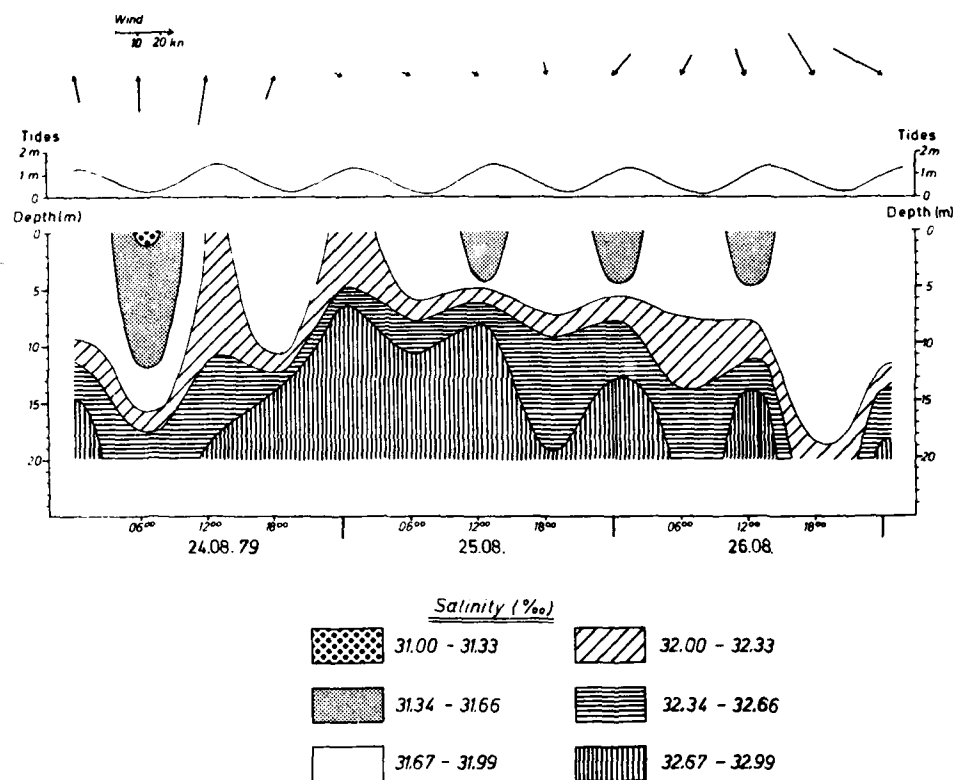 Wind
10 20 kn
Tides Tides
2m 2m
1m 1m
0 0
Depth(m) Depth(m)
0 0
5 5
10 10
15 15
20 20
06⁰⁰ 12⁰⁰ 18⁰⁰ 06⁰⁰ 12⁰⁰ 18⁰⁰ 06⁰⁰ 12⁰⁰ 18⁰⁰
24.08.79 25.08. 26.08.
Salinity (‰)
31.00 - 31.33 32.00 - 32.33
31.34 - 31.66 32.34 - 32.66
31.67 - 31.99 32.67 - 32.99